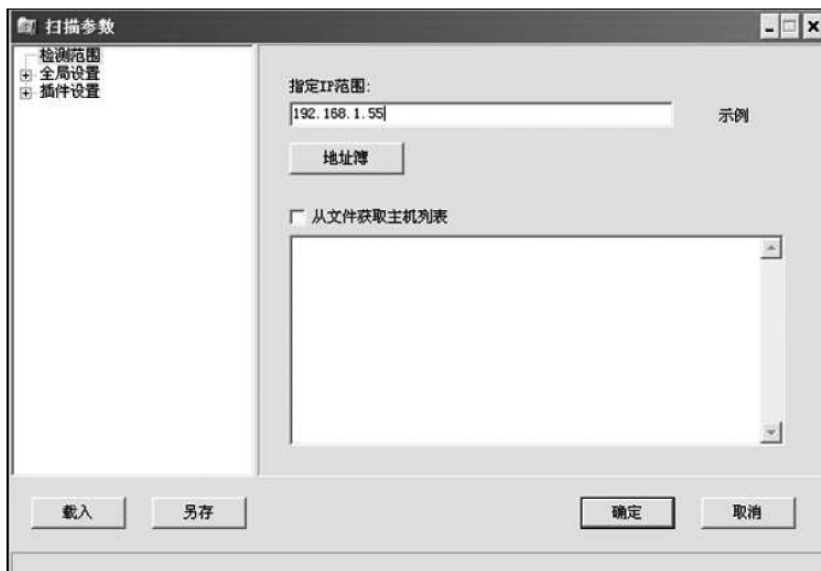 扫描参数
检测范围
全局设置
插件设置
指定IP范围:
192.168.1.55
示例
地址簿
从文件获取主机列表
载入
另存
确定
取消